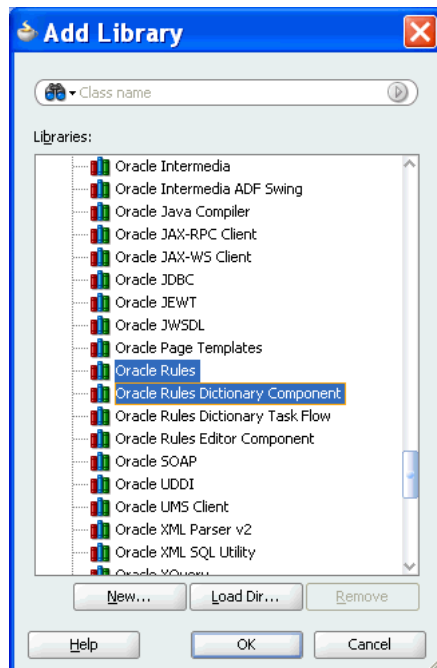 Add Library
Class name
Libraries:
Oracle Intermedia
Oracle Intermedia ADF Swing
Oracle Java Compiler
Oracle JAX-RPC Client
Oracle JAX-WS Client
Oracle JDBC
Oracle JEWT
Oracle JWSDL
Oracle Page Templates
Oracle Rules
Oracle Rules Dictionary Component
Oracle Rules Dictionary Task Flow
Oracle Rules Editor Component
Oracle SOAP
Oracle UDDI
Oracle UMS Client
Oracle XML Parser v2
Oracle XML SQL Utility
Oracle XQuery
New... Load Dir... Remove
Help OK Cancel